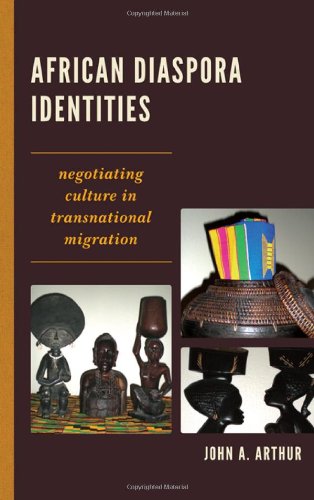 AFRICAN DIASPORA
IDENTITIES
negotiating
culture in
transnational
migration
JOHN A. ARTHUR